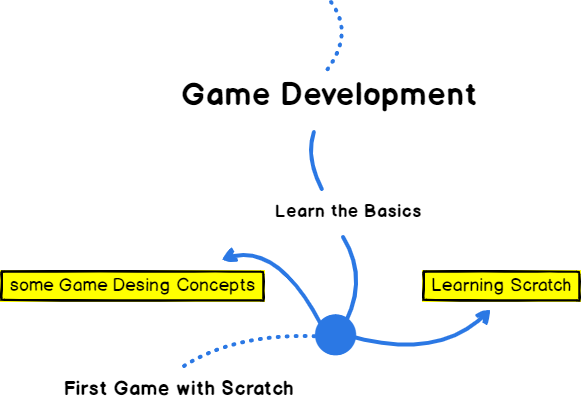 Game Development
Learn the Basics
some Game Desing Concepts
Learning Scratch
First Game with Scratch